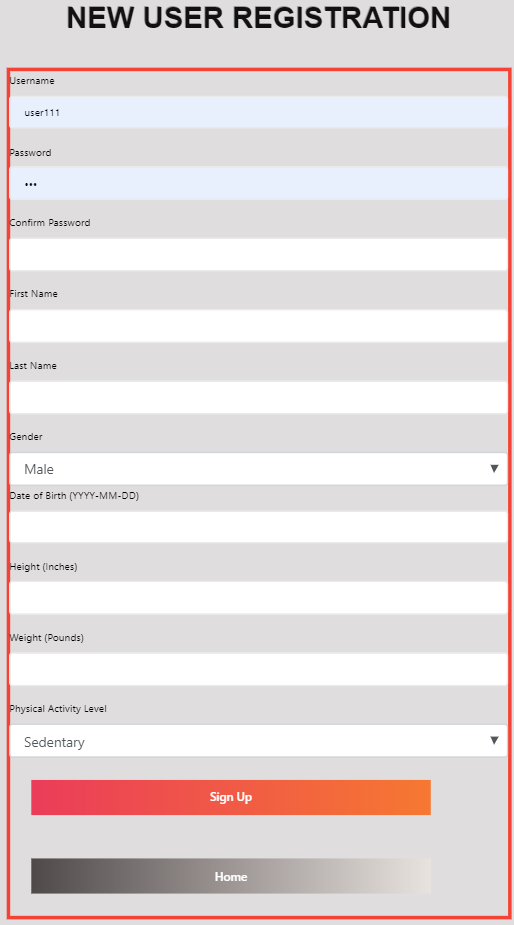 NEW USER REGISTRATION
Username
user111
Password
•••
Confirm Password
First Name
Last Name
Gender
Male
Date of Birth (YYYY-MM-DD)
Height (Inches)
Weight (Pounds)
Physical Activity Level
Sedentary
Sign Up
Home